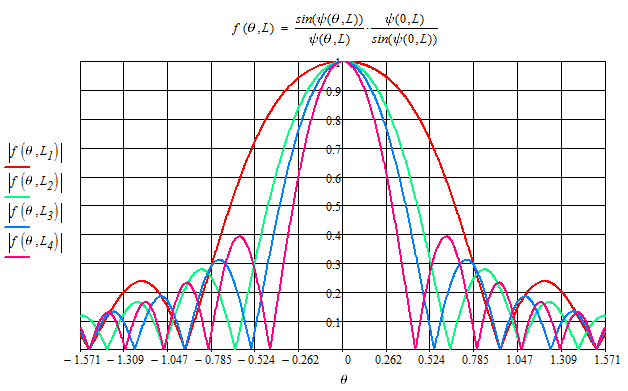 f(θ,L) = sin(ψ(θ,L)) / ψ(θ,L) · ψ(0,L) / sin(ψ(0,L))
1
0.9
0.8
0.7
0.6
0.5
0.4
0.3
0.2
0.1
|f(θ,L1)|
|f(θ,L2)|
|f(θ,L3)|
|f(θ,L4)|
−1.571 −1.309 −1.047 −0.785 −0.524 −0.262 0 0.262 0.524 0.785 1.047 1.309 1.571
θ